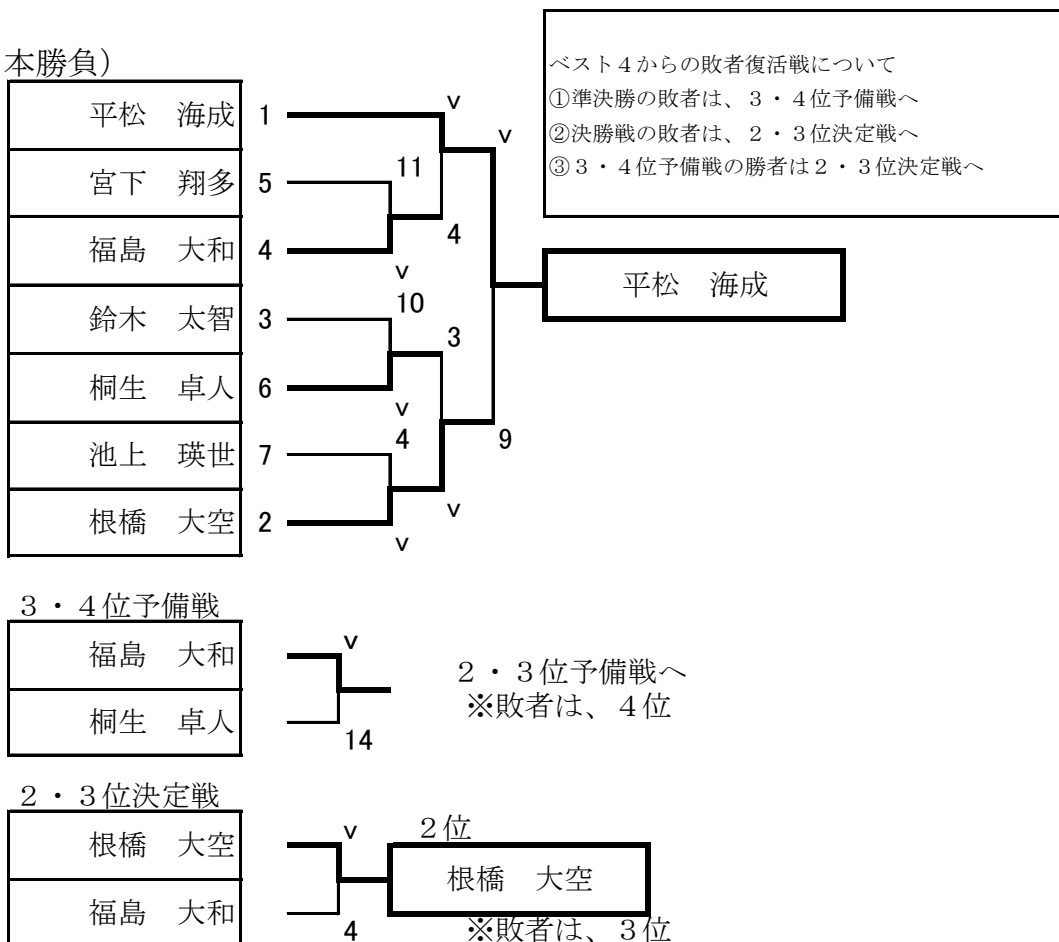 本勝負）
ベスト４からの敗者復活戦について
①準決勝の敗者は、３・４位予備戦へ
②決勝戦の敗者は、２・３位決定戦へ
③３・４位予備戦の勝者は２・３位決定戦へ
平松　海成 1 v v
宮下　翔多 5 11
福島　大和 4 v 4
平松　海成
鈴木　太智 3 10 3
桐生　卓人 6 v
池上　瑛世 7 4 9
根橋　大空 2 v v
３・４位予備戦
福島　大和 v
２・３位予備戦へ
※敗者は、４位
桐生　卓人 14
２・３位決定戦
根橋　大空 v ２位
根橋　大空
福島　大和 4 ※敗者は、３位